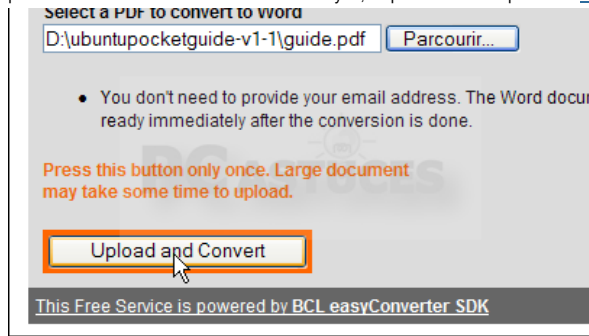 Select a PDF to convert to Word
D:\ubuntupocketguide-v1-1\guide.pdf Parcourir...
• You don't need to provide your email address. The Word docu
ready immediately after the conversion is done.
Press this button only once. Large document
may take some time to upload.
PC ASTUCES
Upload and Convert
This Free Service is powered by BCL easyConverter SDK